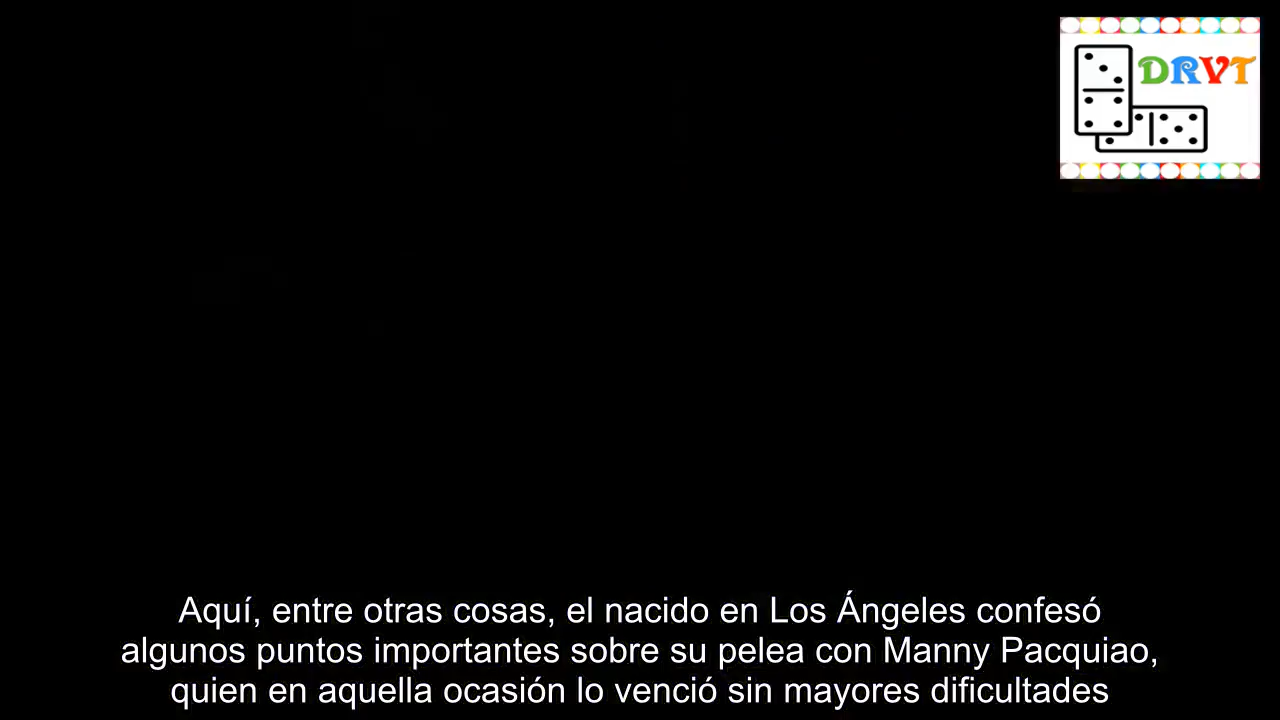 DRVT
Aquí, entre otras cosas, el nacido en Los Ángeles confesó
algunos puntos importantes sobre su pelea con Manny Pacquiao,
quien en aquella ocasión lo venció sin mayores dificultades